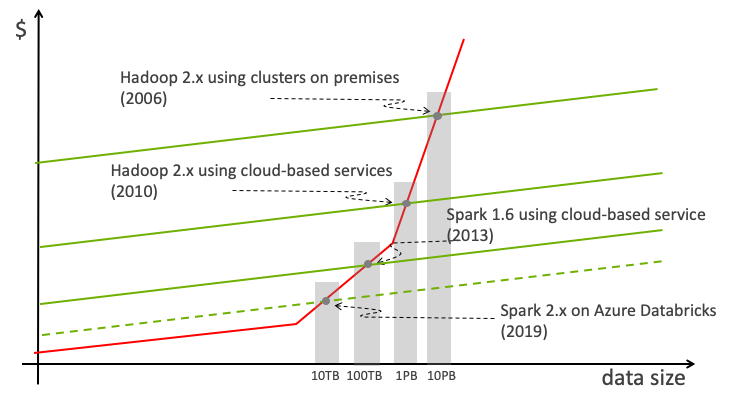 $
Hadoop 2.x using clusters on premises
(2006)
Hadoop 2.x using cloud-based services
(2010)
Spark 1.6 using cloud-based service
(2013)
Spark 2.x on Azure Databricks
(2019)
10TB 100TB 1PB 10PB
data size